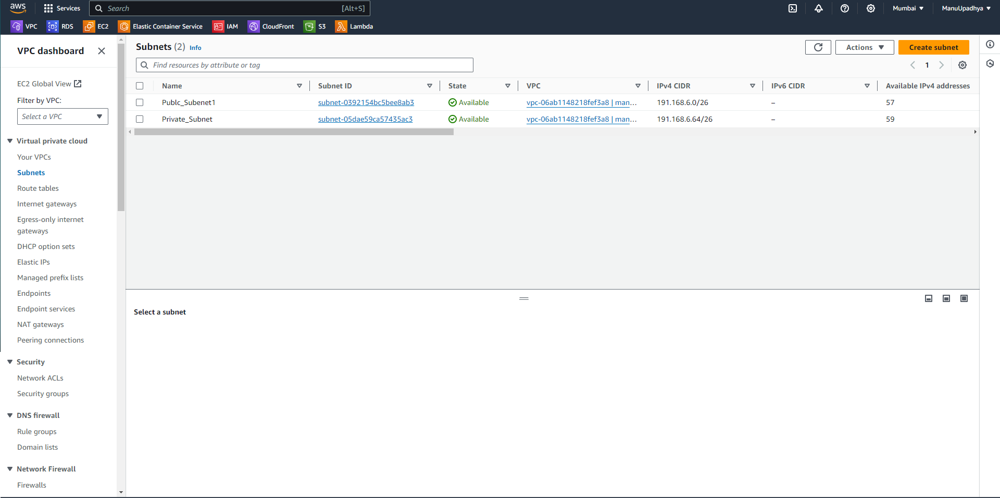 aws Services Search [Alt+S] Mumbai ManuUpadhya
VPC RDS EC2 Elastic Container Service IAM CloudFront S3 Lambda
VPC dashboard
EC2 Global View
Filter by VPC:
Select a VPC
Virtual private cloud
Your VPCs
Subnets
Route tables
Internet gateways
Egress-only internet
gateways
DHCP option sets
Elastic IPs
Managed prefix lists
Endpoints
Endpoint services
NAT gateways
Peering connections
Security
Network ACLs
Security groups
DNS firewall
Rule groups
Domain lists
Network Firewall
Firewalls
Subnets (2) Info
Actions Create subnet
Find resources by attribute or tag
1
Name Subnet ID State VPC IPv4 CIDR IPv6 CIDR Available IPv4 addresses
Publc_Subenet1 subnet-0392154bc5bee8ab3 Available vpc-06ab1148218fef3a8 | man... 191.168.6.0/26 – 57
Private_Subnet subnet-05dae59ca57435ac3 Available vpc-06ab1148218fef3a8 | man... 191.168.6.64/26 – 59
Select a subnet